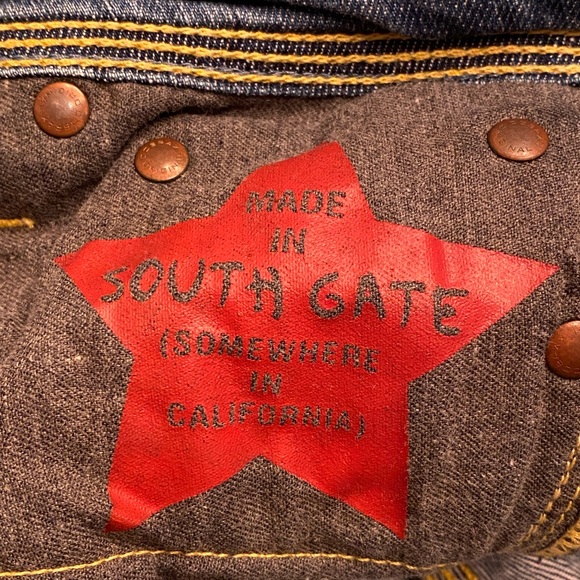 MADE
IN
SOUTH GATE
(SOMEWHERE
IN
CALIFORNIA)